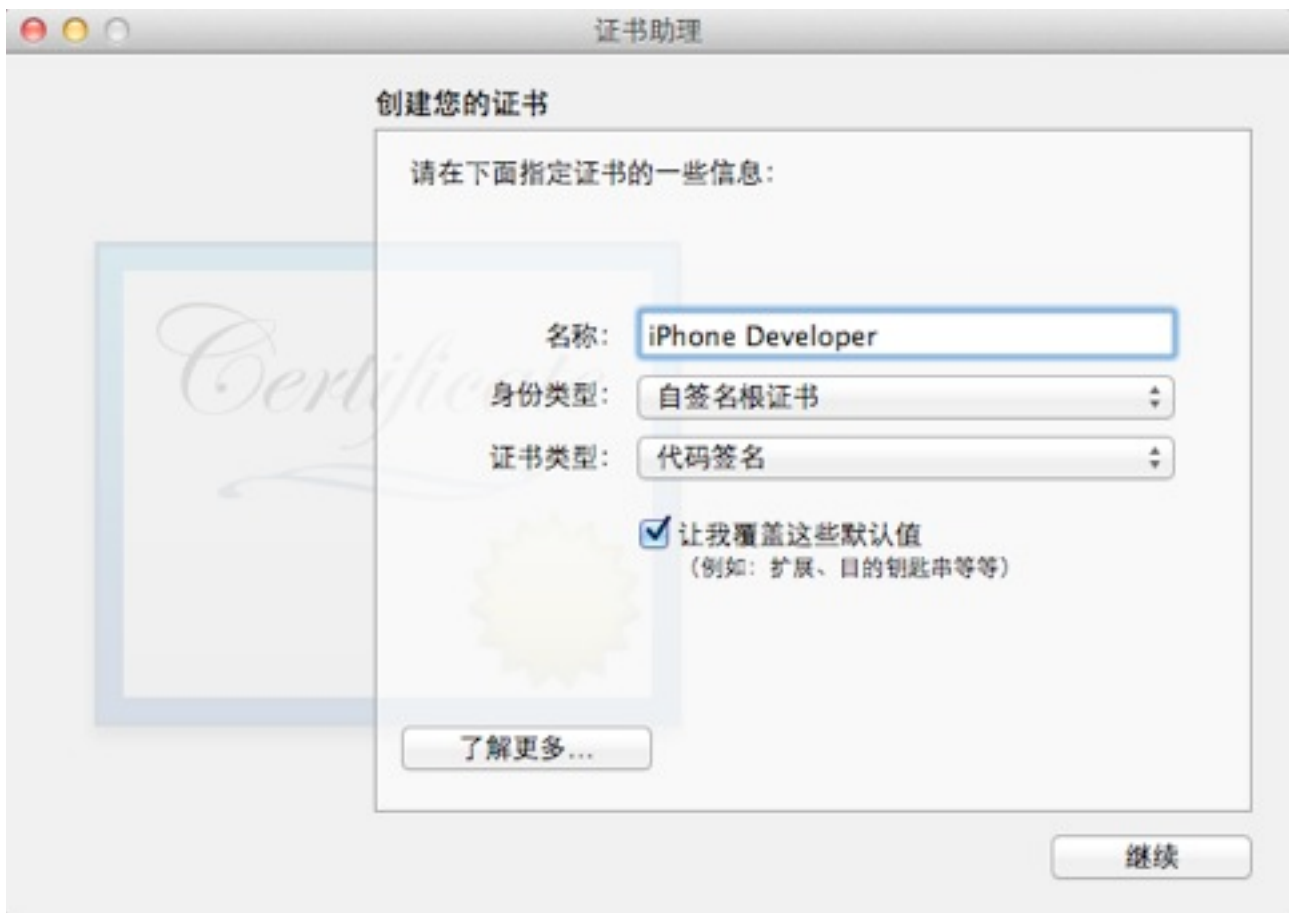 证书助理
创建您的证书
请在下面指定证书的一些信息：
Certificate
名称： iPhone Developer
身份类型： 自签名根证书
证书类型： 代码签名
让我覆盖这些默认值
（例如：扩展、目的钥匙串等等）
了解更多...
继续